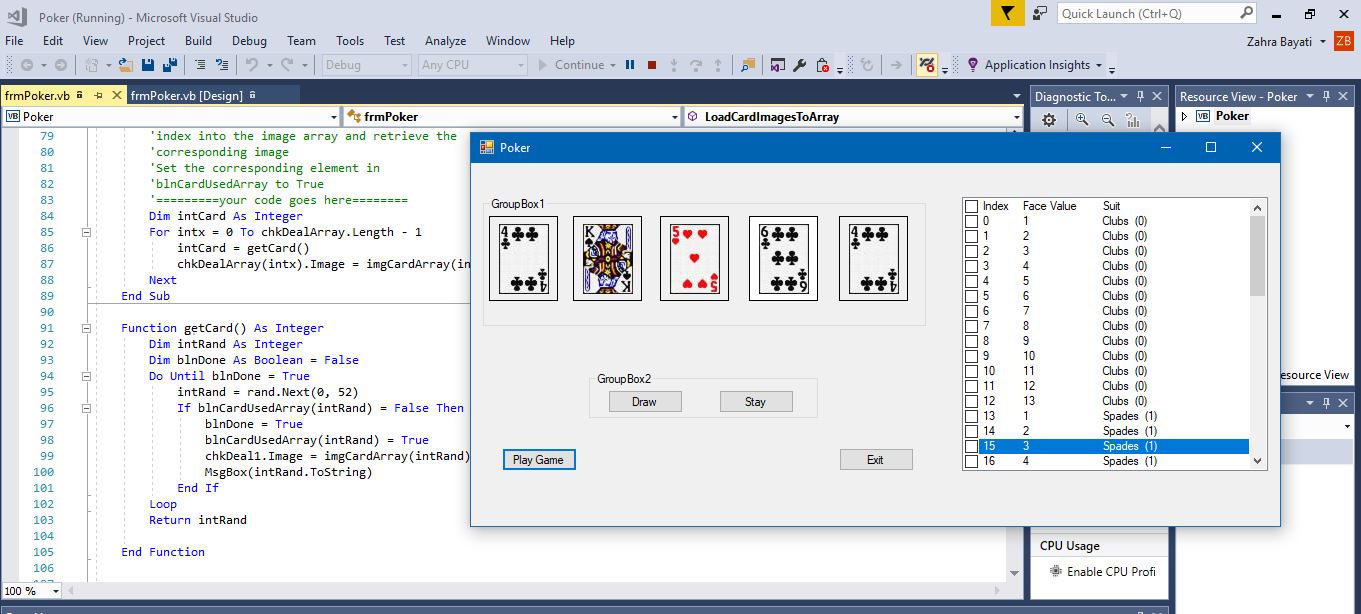 Poker (Running) - Microsoft Visual Studio
Quick Launch (Ctrl+Q)
File Edit View Project Build Debug Team Tools Test Analyze Window Help
Zahra Bayati
ZB
Debug Any CPU Continue Application Insights
frmPoker.vb
frmPoker.vb [Design]
Diagnostic To...
Resource View - Poker
VB Poker
frmPoker
LoadCardImagesToArray
VB Poker
79 'index into the image array and retrieve the
80 'corresponding image
81 'Set the corresponding element in
82 'blnCardUsedArray to True
83 '=========your code goes here========
84 Dim intCard As Integer
85 For intx = 0 To chkDealArray.Length - 1
86 intCard = getCard()
87 chkDealArray(intx).Image = imgCardArray(in
88 Next
89 End Sub
90
91 Function getCard() As Integer
92 Dim intRand As Integer
93 Dim blnDone As Boolean = False
94 Do Until blnDone = True
95 intRand = rand.Next(0, 52)
96 If blnCardUsedArray(intRand) = False Then
97 blnDone = True
98 blnCardUsedArray(intRand) = True
99 chkDeal1.Image = imgCardArray(intRand)
100 MsgBox(intRand.ToString)
101 End If
102 Loop
103 Return intRand
104
105 End Function
106
100 %
Poker
GroupBox1
4 4
K K
5 5
6 6
4 4
GroupBox2
Draw
Stay
Play Game
Exit
Index Face Value Suit
0 1 Clubs (0)
1 2 Clubs (0)
2 3 Clubs (0)
3 4 Clubs (0)
4 5 Clubs (0)
5 6 Clubs (0)
6 7 Clubs (0)
7 8 Clubs (0)
8 9 Clubs (0)
9 10 Clubs (0)
10 11 Clubs (0)
11 12 Clubs (0)
12 13 Clubs (0)
13 1 Spades (1)
14 2 Spades (1)
15 3 Spades (1)
16 4 Spades (1)
esource View
CPU Usage
Enable CPU Profi